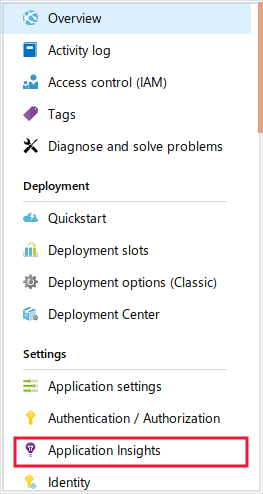 Overview
Activity log
Access control (IAM)
Tags
Diagnose and solve problems
Deployment
Quickstart
Deployment slots
Deployment options (Classic)
Deployment Center
Settings
Application settings
Authentication / Authorization
Application Insights
Identity